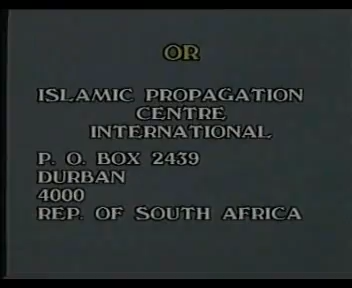 OR
ISLAMIC PROPAGATION
CENTRE
INTERNATIONAL
P. O. BOX 2439
DURBAN
4000
REP. OF SOUTH AFRICA